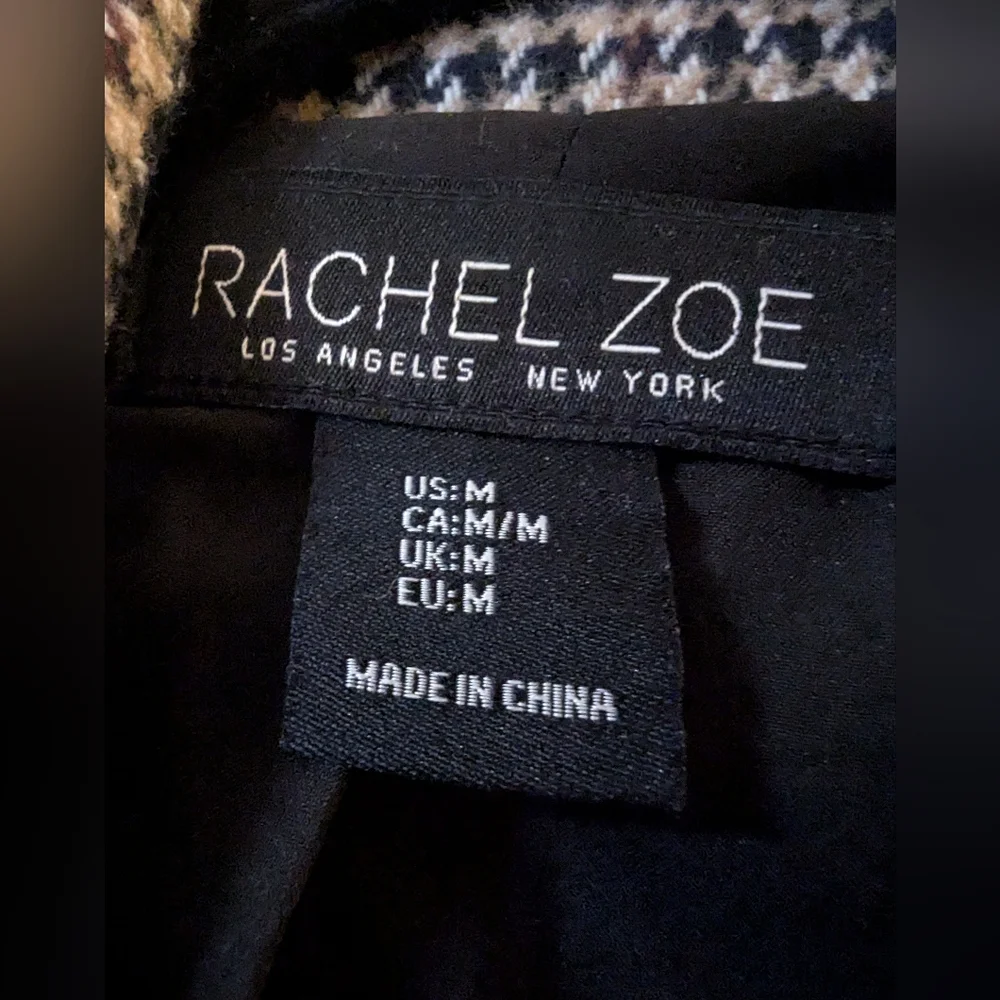 RACHEL ZOE
LOS ANGELES NEW YORK
US:M
CA:M/M
UK:M
EU:M
MADE IN CHINA